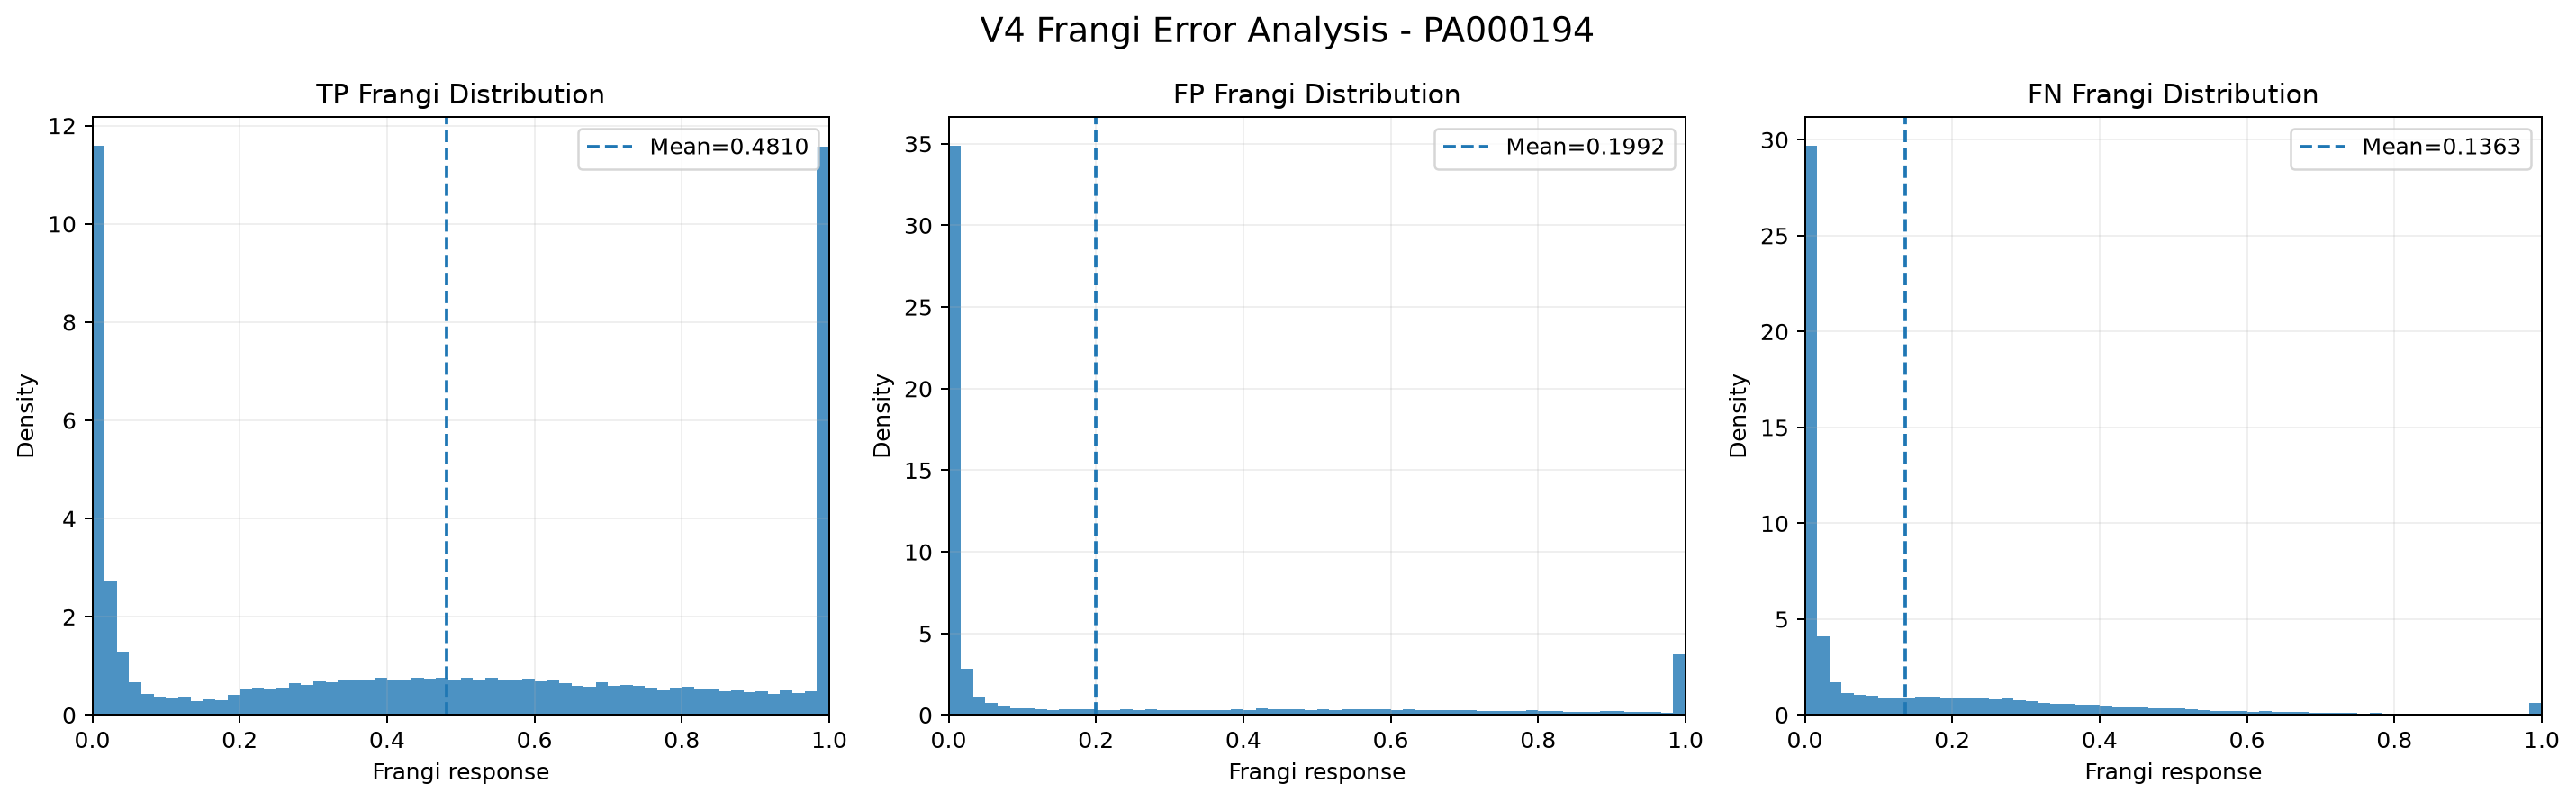 V4 Frangi Error Analysis - PA000194
TP Frangi Distribution
Mean=0.4810
Density
12
10
8
6
4
2
0
0.0 0.2 0.4 0.6 0.8 1.0
Frangi response
FP Frangi Distribution
Mean=0.1992
Density
35
30
25
20
15
10
5
0
0.0 0.2 0.4 0.6 0.8 1.0
Frangi response
FN Frangi Distribution
Mean=0.1363
Density
30
25
20
15
10
5
0
0.0 0.2 0.4 0.6 0.8 1.0
Frangi response